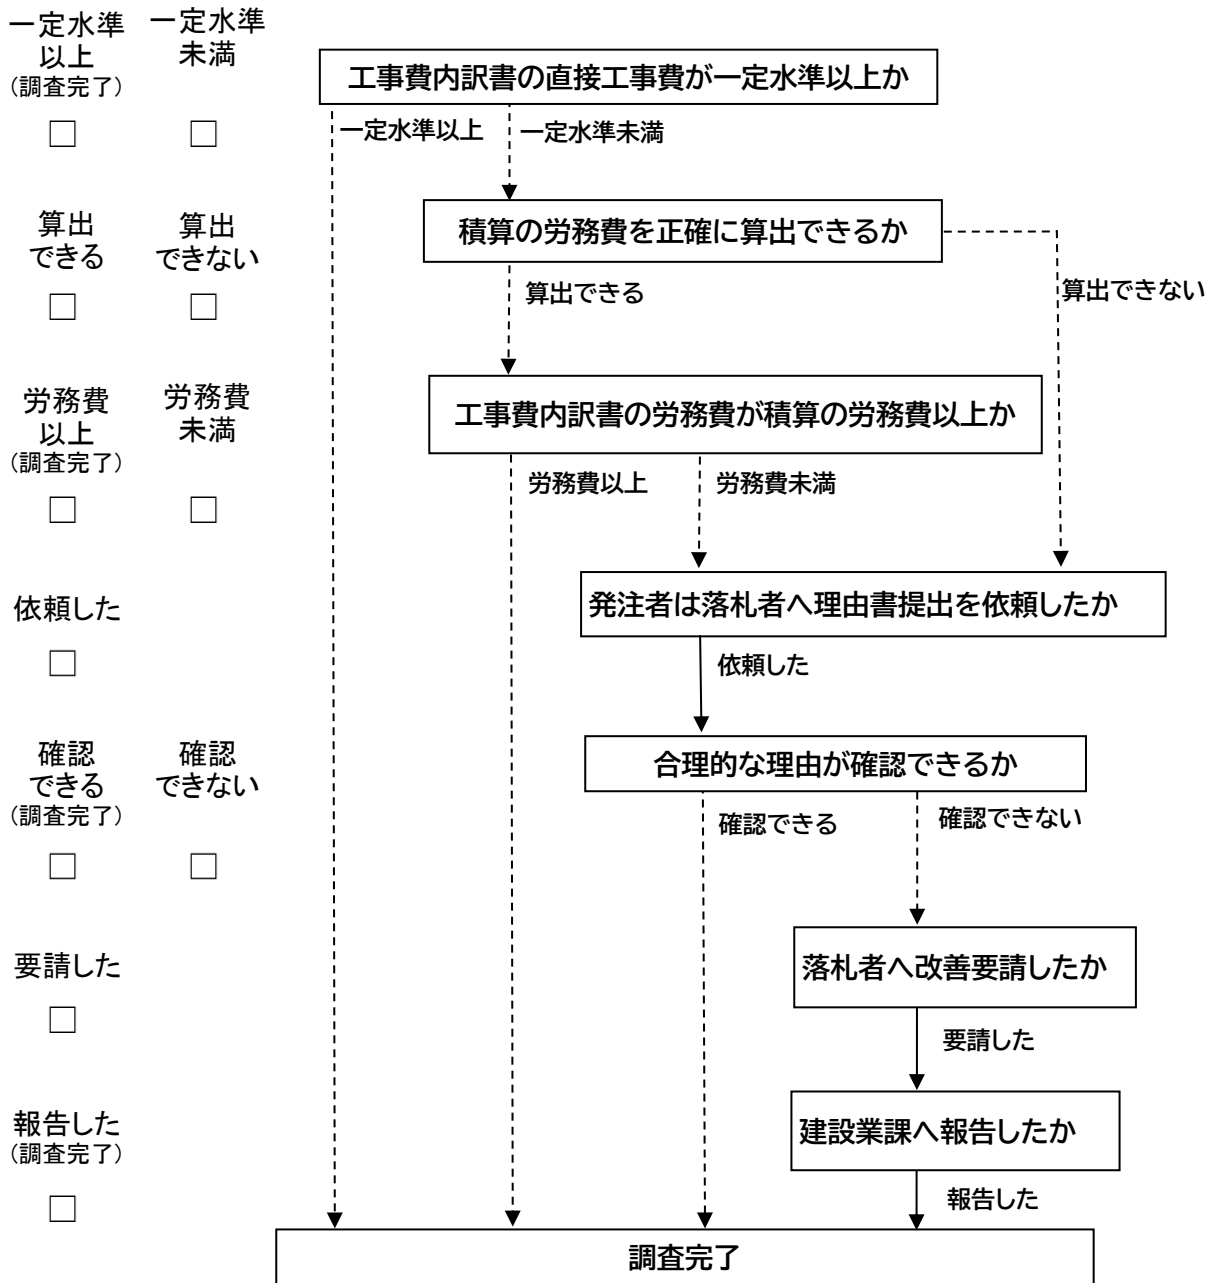 一定水準
以上
(調査完了)
□
一定水準
未満
□
工事費内訳書の直接工事費が一定水準以上か
一定水準以上
一定水準未満
算出
できる
□
算出
できない
□
積算の労務費を正確に算出できるか
算出できる
算出できない
労務費
以上
(調査完了)
□
労務費
未満
□
工事費内訳書の労務費が積算の労務費以上か
労務費以上
労務費未満
依頼した
□
発注者は落札者へ理由書提出を依頼したか
依頼した
確認
できる
(調査完了)
□
確認
できない
□
合理的な理由が確認できるか
確認できる
確認できない
要請した
□
落札者へ改善要請したか
要請した
報告した
(調査完了)
□
建設業課へ報告したか
報告した
調査完了